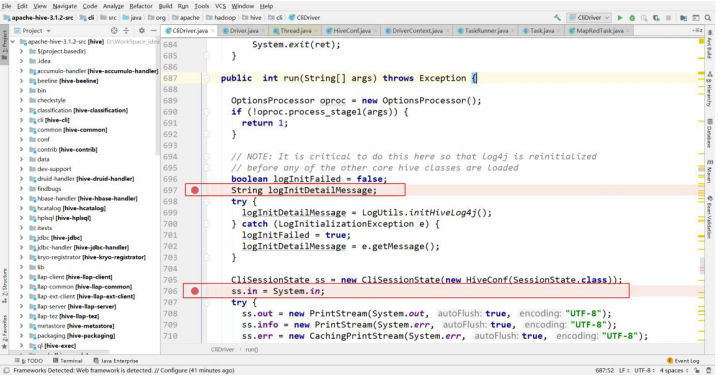 File Edit View Navigate Code Analyze Refactor Build Run Tools VCS Window Help
apache-hive-3.1.2-src cli src java org apache hadoop hive cli CliDriver
CliDriver
Project
CliDriver.java Driver.java Thread.java HiveConf.java DriverContext.java TaskRunner.java Task.java MapRedTask.java
apache-hive-3.1.2-src [hive]
${project.basedir}
idea
accumulo-handler [hive-accumulo-handler]
beeline [hive-beeline]
bin
checkstyle
classification [hive-classification]
cli [hive-cli]
common [hive-common]
conf
contrib [hive-contrib]
data
dev-support
druid-handler [hive-druid-handler]
findbugs
hbase-handler [hive-hbase-handler]
hcatalog [hive-hcatalog]
hplsql [hive-hplsql]
itests
jdbc [hive-jdbc]
jdbc-handler [hive-jdbc-handler]
kryo-registrator [hive-kryo-registrator]
lib
llap-client [hive-llap-client]
llap-common [hive-llap-common]
llap-ext-client [hive-llap-ext-client]
llap-server [hive-llap-server]
llap-tez [hive-llap-tez]
metastore [hive-metastore]
packaging [hive-packaging]
ql [hive-exec]
1: Project
Z: Structure
2: Favorites
684 System.exit(ret);
685 }
686
687 public int run(String[] args) throws Exception {
688
689 OptionsProcessor oproc = new OptionsProcessor();
690 if (!oproc.process_stage1(args)) {
691 return 1;
692 }
693
694 // NOTE: It is critical to do this here so that log4j is reinitialized
695 // before any of the other core hive classes are loaded
696 boolean logInitFailed = false;
697 String logInitDetailMessage;
698 try {
699 logInitDetailMessage = LogUtils.initHiveLog4j();
700 } catch (LogInitializationException e) {
701 logInitFailed = true;
702 logInitDetailMessage = e.getMessage();
703 }
704
705 CliSessionState ss = new CliSessionState(new HiveConf(SessionState.class));
706 ss.in = System.in;
707 try {
708 ss.out = new PrintStream(System.out, autoFlush: true, encoding: "UTF-8");
709 ss.info = new PrintStream(System.err, autoFlush: true, encoding: "UTF-8");
710 ss.err = new CachingPrintStream(System.err, autoFlush: true, encoding: "UTF-8");
CliDriver run()
Ant Build
Hierarchy
Database
Maven
Bean Validation
6: TODO Terminal Java Enterprise
Event Log
Frameworks Detected: Web framework is detected. // Configure (41 minutes ago)
687:52 LF UTF-8 4 spaces